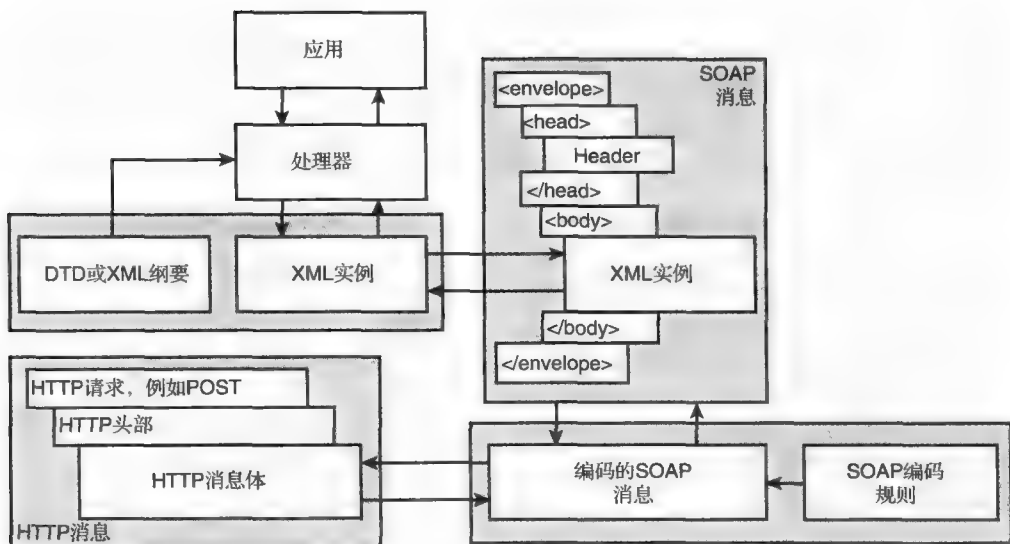 应用
处理器
DTD或XML纲要
XML实例
SOAP
消息
<envelope>
<head>
Header
</head>
<body>
XML实例
</body>
</envelope>
HTTP请求，例如POST
HTTP头部
HTTP消息体
HTTP消息
编码的SOAP
消息
SOAP编码
规则